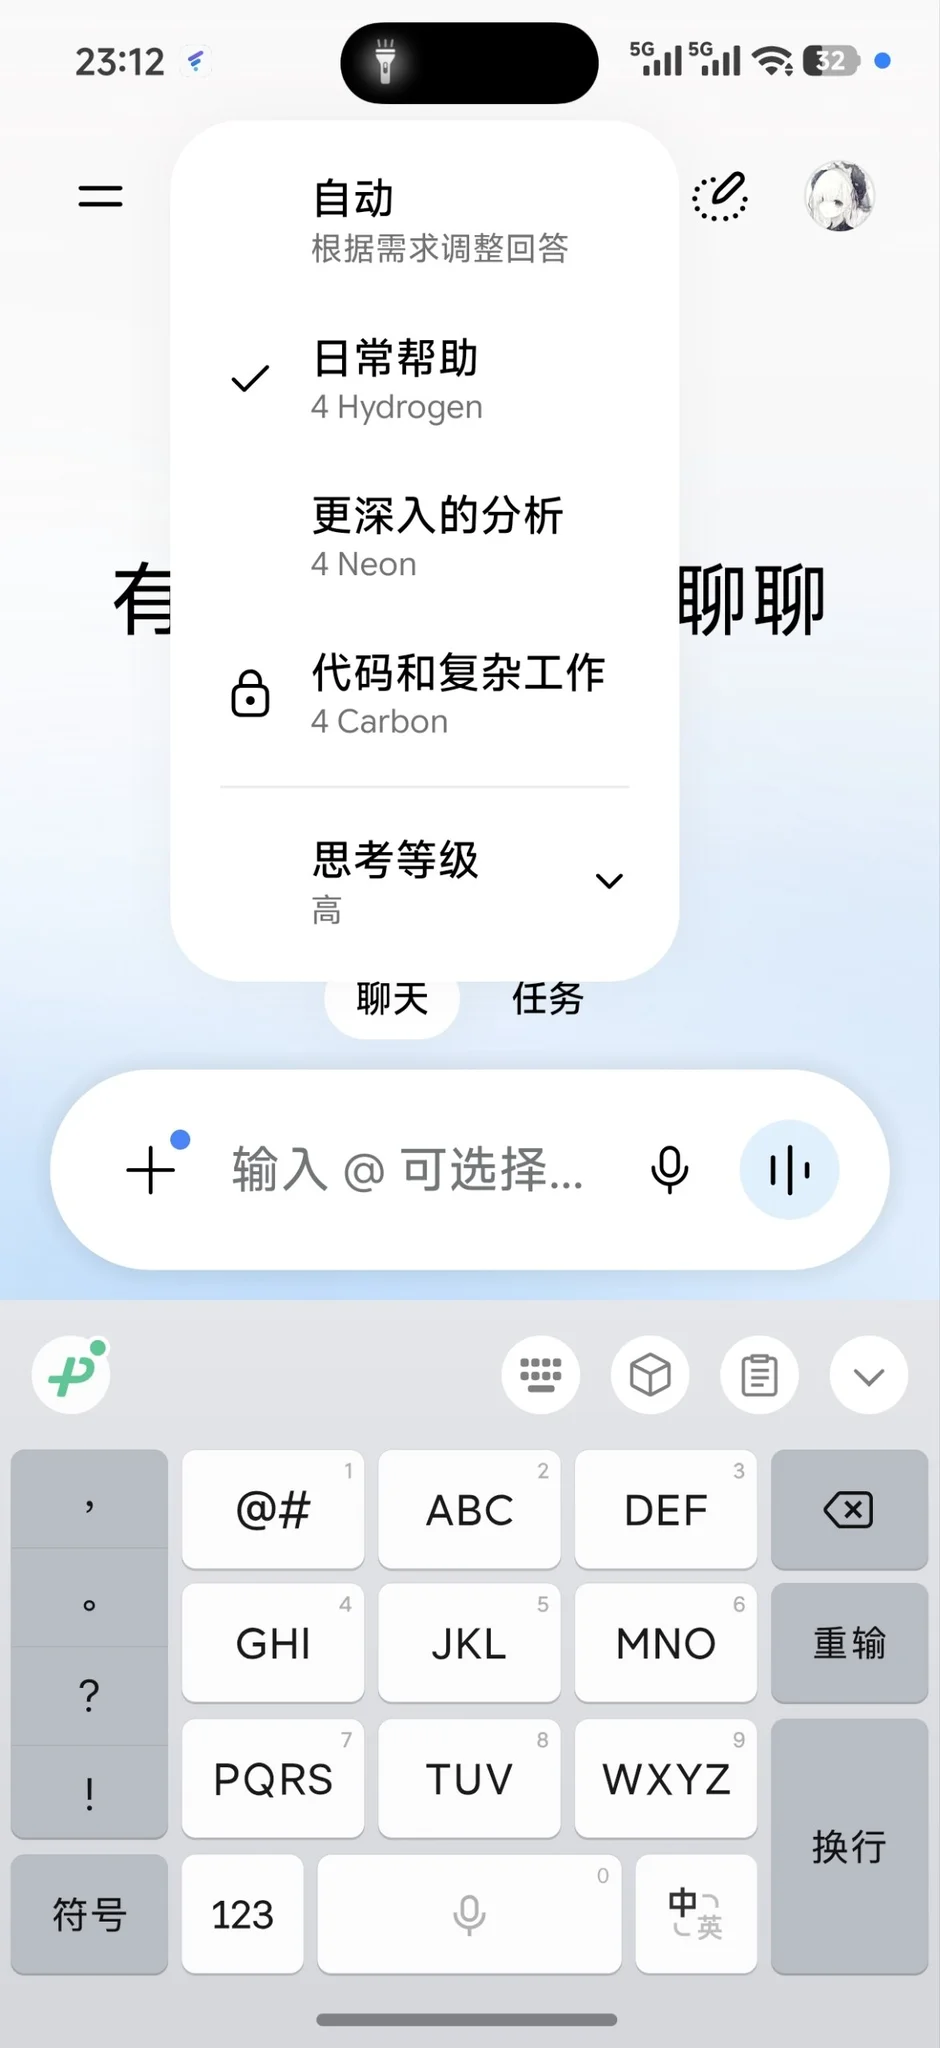 23:12
5G 5G 32
自动
根据需求调整回答
日常帮助
4 Hydrogen
更深入的分析
4 Neon
有
聊聊
代码和复杂工作
4 Carbon
思考等级
高
聊天 任务
输入 @ 可选择...
, @# 1 ABC 2 DEF 3
。 GHI 4 JKL 5 MNO 6 重输
?
! PQRS 7 TUV 8 WXYZ 9 换行
符号 123 0 中 英